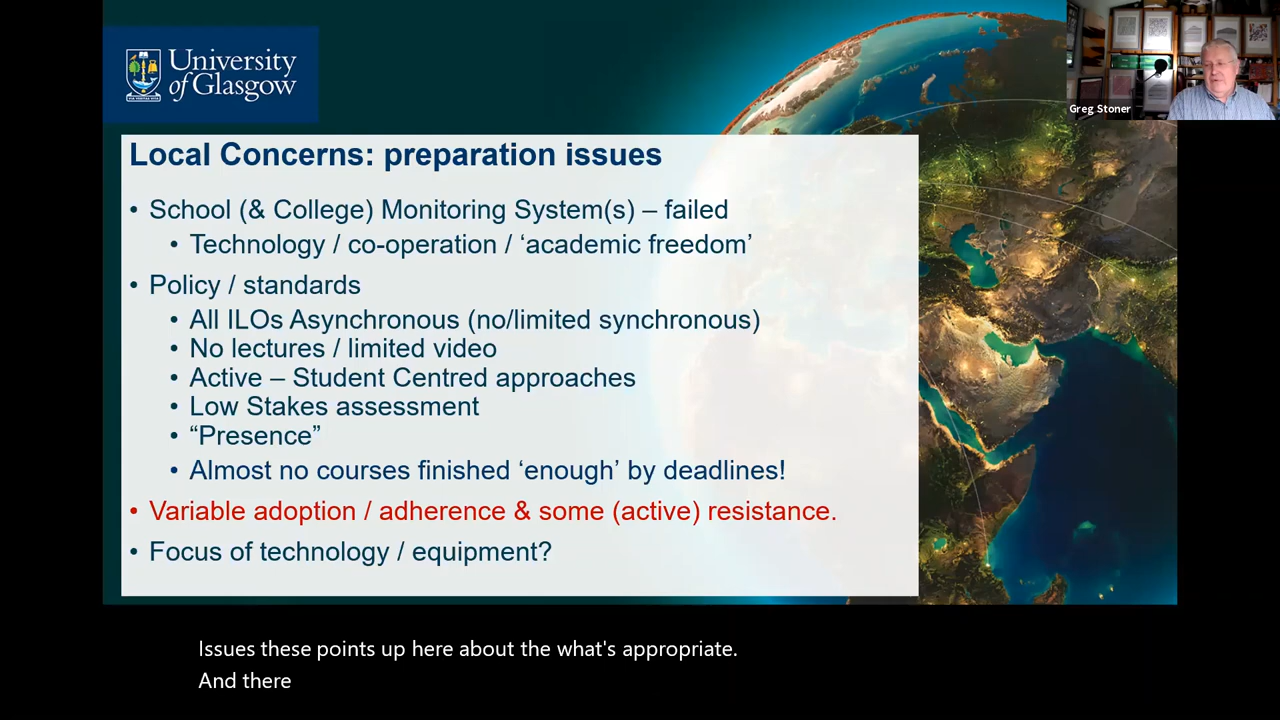 University
of Glasgow
Greg Stoner
Local Concerns: preparation issues
• School (& College) Monitoring System(s) – failed
• Technology / co-operation / ‘academic freedom’
• Policy / standards
• All ILOs Asynchronous (no/limited synchronous)
• No lectures / limited video
• Active – Student Centred approaches
• Low Stakes assessment
• “Presence”
• Almost no courses finished ‘enough’ by deadlines!
• Variable adoption / adherence & some (active) resistance.
• Focus of technology / equipment?
Issues these points up here about the what's appropriate.
And there